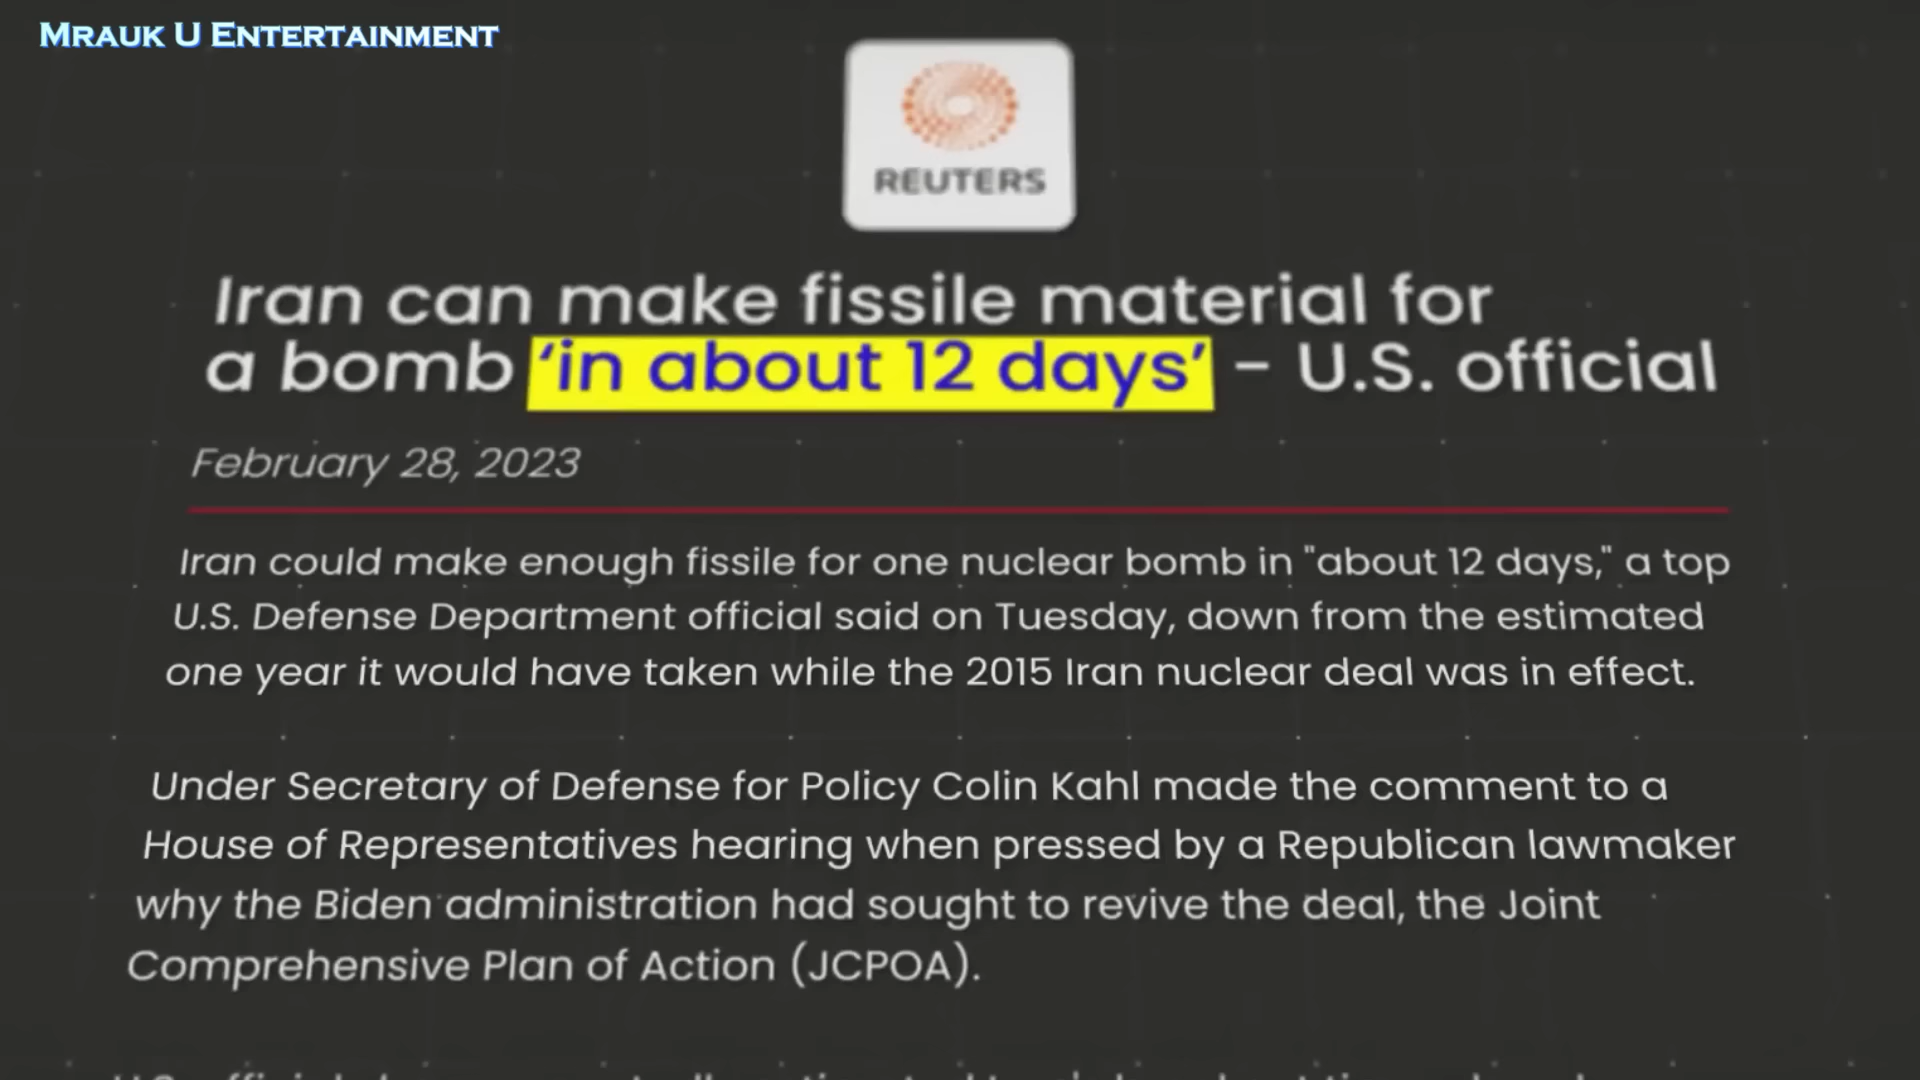 MRAUK U ENTERTAINMENT
REUTERS
Iran can make fissile material for
a bomb ‘in about 12 days’ – U.S. official
February 28, 2023
Iran could make enough fissile for one nuclear bomb in "about 12 days," a top
U.S. Defense Department official said on Tuesday, down from the estimated
one year it would have taken while the 2015 Iran nuclear deal was in effect.
Under Secretary of Defense for Policy Colin Kahl made the comment to a
House of Representatives hearing when pressed by a Republican lawmaker
why the Biden administration had sought to revive the deal, the Joint
Comprehensive Plan of Action (JCPOA).